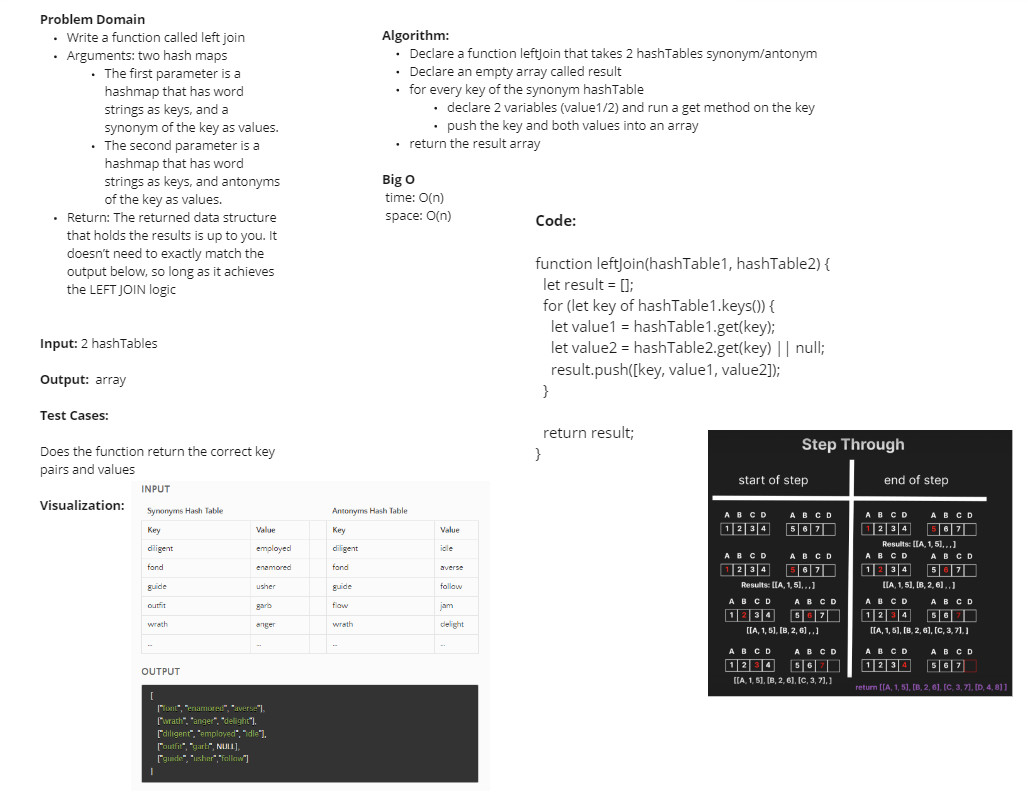 Problem Domain
• Write a function called left join
• Arguments: two hash maps
• The first parameter is a
hashmap that has word
strings as keys, and a
synonym of the key as values.
• The second parameter is a
hashmap that has word
strings as keys, and antonyms
of the key as values.
• Return: The returned data structure
that holds the results is up to you. It
doesn't need to exactly match the
output below, so long as it achieves
the LEFT JOIN logic
Input: 2 hashTables
Output: array
Test Cases:
Does the function return the correct key
pairs and values
Visualization:
INPUT
Synonyms Hash Table Antonyms Hash Table
Key Value Key Value
diligent employed diligent idle
fond enamored fond averse
guide usher guide follow
outfit garb flow jam
wrath anger wrath delight
... ... ... ...
OUTPUT
[
["font", "enamored", "averse"],
["wrath", "anger", "delight"],
["diligent", "employed", "idle"],
["outfit", "garb", NULL],
["guide", "usher", "follow"]
]
Algorithm:
• Declare a function leftJoin that takes 2 hashTables synonym/antonym
• Declare an empty array called result
• for every key of the synonym hashTable
• declare 2 variables (value1/2) and run a get method on the key
• push the key and both values into an array
• return the result array
Big O
time: O(n)
space: O(n)
Code:
function leftJoin(hashTable1, hashTable2) {
let result = [];
for (let key of hashTable1.keys()) {
let value1 = hashTable1.get(key);
let value2 = hashTable2.get(key) || null;
result.push([key, value1, value2]);
}
return result;
}
Step Through
start of step end of step
A B C D A B C D A B C D A B C D
1 2 3 4 5 6 7 1 2 3 4 5 6 7
Results: [[A, 1, 5],,,]
A B C D A B C D A B C D A B C D
1 2 3 4 5 6 7 1 2 3 4 5 6 7
Results: [[A, 1, 5],,,] [[A, 1, 5], [B, 2, 6],,]
A B C D A B C D A B C D A B C D
1 2 3 4 5 6 7 1 2 3 4 5 6 7
[[A, 1, 5], [B, 2, 6],,] [[A, 1, 5], [B, 2, 6], [C, 3, 7],]
A B C D A B C D A B C D A B C D
1 2 3 4 5 6 7 1 2 3 4 5 6 7
[[A, 1, 5], [B, 2, 6], [C, 3, 7],] return [[A, 1, 5], [B, 2, 6], [C, 3, 7], [D, 4, 8]]